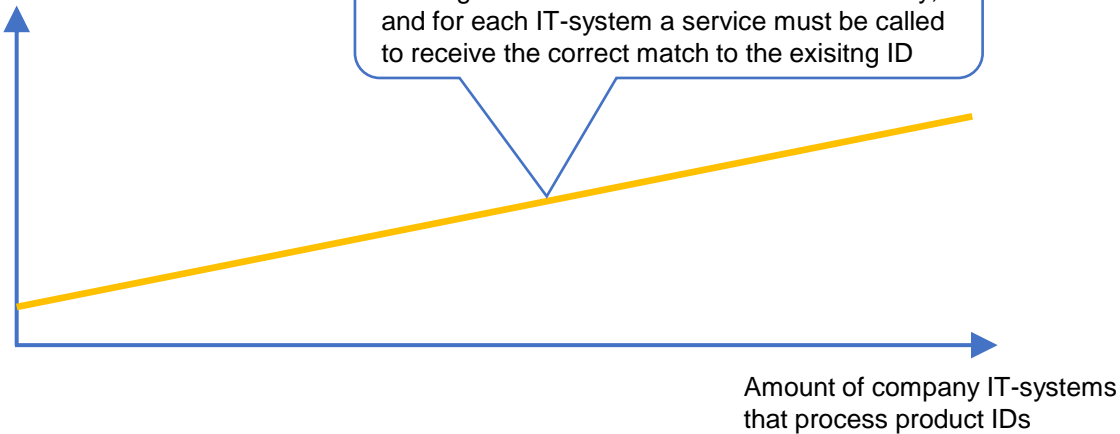 and for each IT-system a service must be called
to receive the correct match to the exisitng ID
Amount of company IT-systems
that process product IDs